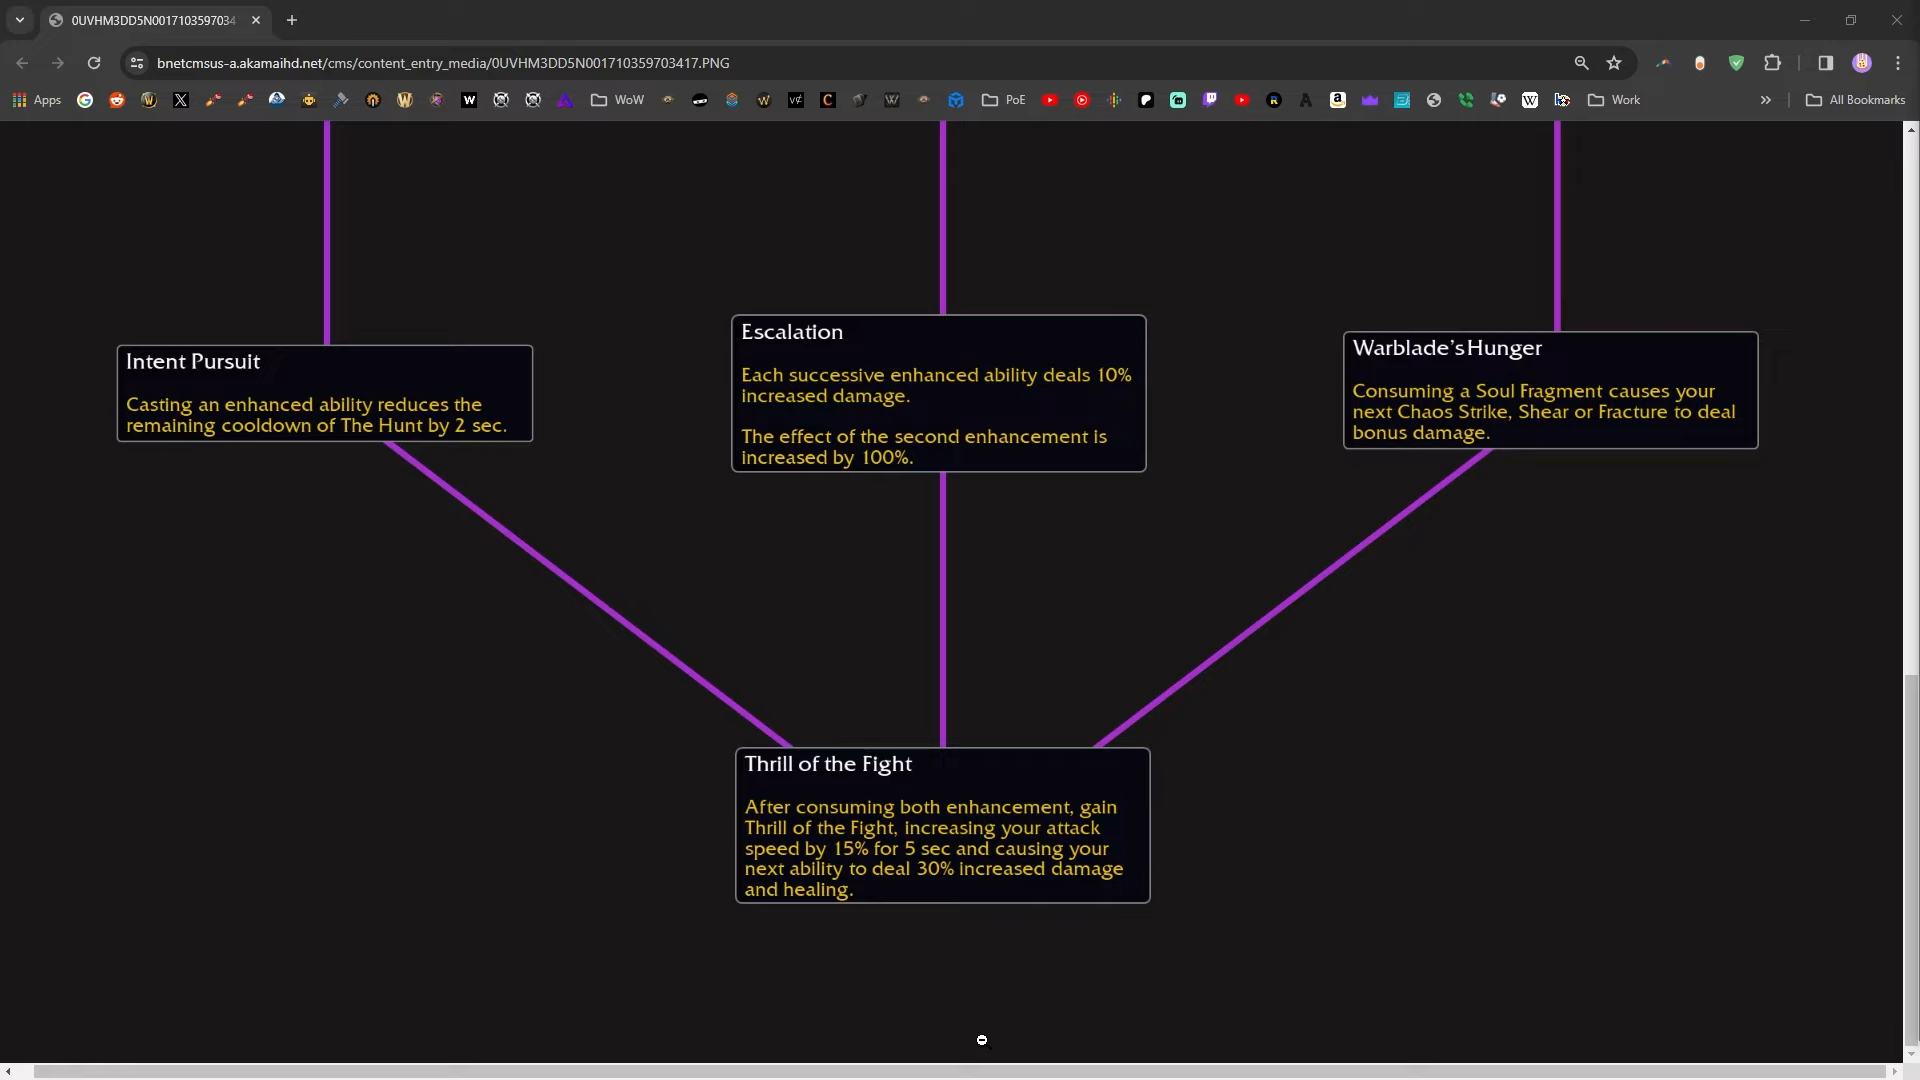 0UVHM3DD5N0017103597034
bnetcmsus-a.akamaihd.net/cms/content_entry_media/0UVHM3DD5N001710359703417.PNG
Apps
WoW
PoE
Work
All Bookmarks
Intent Pursuit
Casting an enhanced ability reduces the
remaining cooldown of The Hunt by 2 sec.
Escalation
Each successive enhanced ability deals 10%
increased damage.
The effect of the second enhancement is
increased by 100%.
Warblade's Hunger
Consuming a Soul Fragment causes your
next Chaos Strike, Shear or Fracture to deal
bonus damage.
Thrill of the Fight
After consuming both enhancement, gain
Thrill of the Fight, increasing your attack
speed by 15% for 5 sec and causing your
next ability to deal 30% increased damage
and healing.